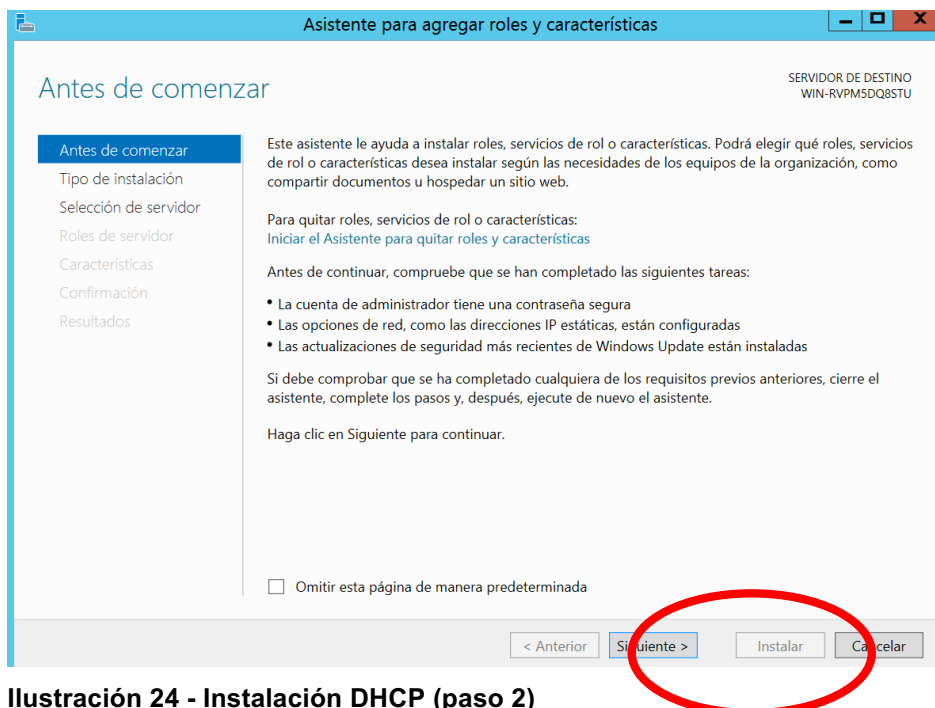 Asistente para agregar roles y características
Antes de comenzar
SERVIDOR DE DESTINO
WIN-RVPM5DQ8STU
Antes de comenzar
Tipo de instalación
Selección de servidor
Roles de servidor
Características
Confirmación
Resultados
Este asistente le ayuda a instalar roles, servicios de rol o características. Podrá elegir qué roles, servicios
de rol o características desea instalar según las necesidades de los equipos de la organización, como
compartir documentos u hospedar un sitio web.
Para quitar roles, servicios de rol o características:
Iniciar el Asistente para quitar roles y características
Antes de continuar, compruebe que se han completado las siguientes tareas:
• La cuenta de administrador tiene una contraseña segura
• Las opciones de red, como las direcciones IP estáticas, están configuradas
• Las actualizaciones de seguridad más recientes de Windows Update están instaladas
Si debe comprobar que se ha completado cualquiera de los requisitos previos anteriores, cierre el
asistente, complete los pasos y, después, ejecute de nuevo el asistente.
Haga clic en Siguiente para continuar.
Omitir esta página de manera predeterminada
< Anterior Siguiente > Instalar Cancelar
Ilustración 24 - Instalación DHCP (paso 2)